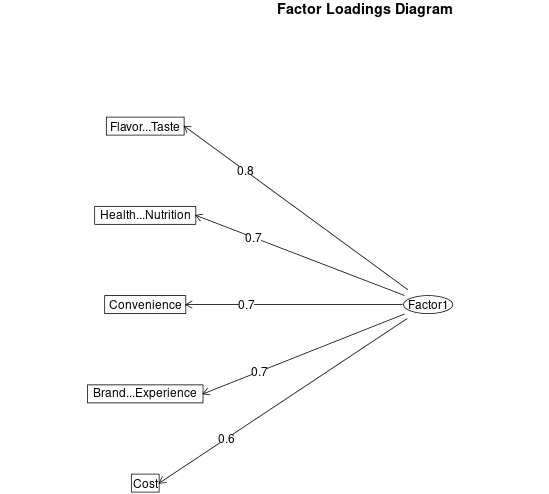 Factor Loadings Diagram
Flavor...Taste
0.8
Health...Nutrition
0.7
Convenience
0.7
Factor1
0.7
Brand...Experience
0.6
Cost